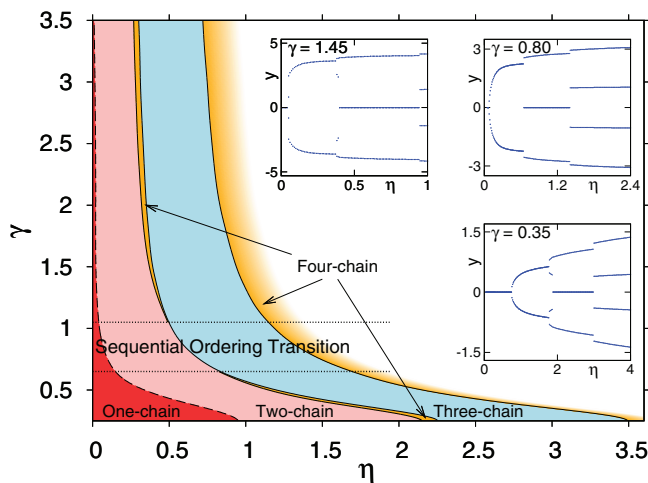 3.5
3
2.5
2
1.5
1
0.5
γ
0
0.5
1
1.5
2
2.5
3
3.5
η
Four-chain
Sequential Ordering Transition
One-chain
Two-chain
Three-chain
γ = 1.45
5
0
-5
y
0
0.5
η
1
γ = 0.80
3
0
-3
y
0
1.2
η
2.4
γ = 0.35
1.5
0
-1.5
y
0
2
η
4